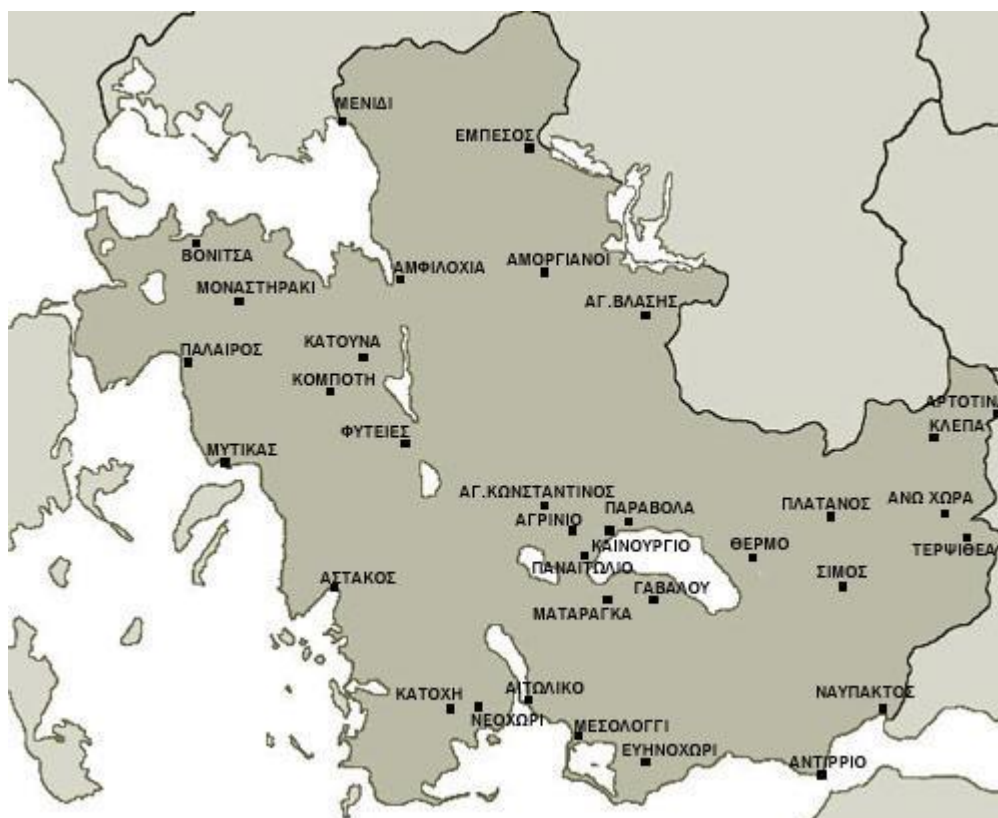 ΜΕΝΙΔΙ
ΕΜΠΕΣΟΣ
ΒΟΝΙΤΣΑ
ΑΜΦΙΛΟΧΙΑ
ΑΜΟΡΓΙΑΝΟΙ
ΜΟΝΑΣΤΗΡΑΚΙ
ΑΓ.ΒΛΑΣΗΣ
ΚΑΤΟΥΝΑ
ΠΑΛΑΙΡΟΣ
ΚΟΜΠΟΤΗ
ΑΡΤΟΤΙΝΑ
ΚΛΕΠΑ
ΦΥΤΕΙΕΣ
ΜΥΤΙΚΑΣ
ΑΓ.ΚΩΝΣΤΑΝΤΙΝΟΣ
ΠΑΡΑΒΟΛΑ
ΠΛΑΤΑΝΟΣ
ΑΝΩ ΧΩΡΑ
ΑΓΡΙΝΙΟ
ΚΑΙΝΟΥΡΓΙΟ
ΘΕΡΜΟ
ΤΕΡΨΙΘΕΑ
ΠΑΝΑΙΤΩΛΙΟ
ΣΙΜΟΣ
ΑΣΤΑΚΟΣ
ΓΑΒΑΛΟΥ
ΜΑΤΑΡΑΓΚΑ
ΑΙΤΩΛΙΚΟ
ΚΑΤΟΧΗ
ΝΑΥΠΑΚΤΟΣ
ΝΕΟΧΩΡΙ
ΜΕΣΟΛΟΓΓΙ
ΕΥΗΝΟΧΩΡΙ
ΑΝΤΙΡΡΙΟ